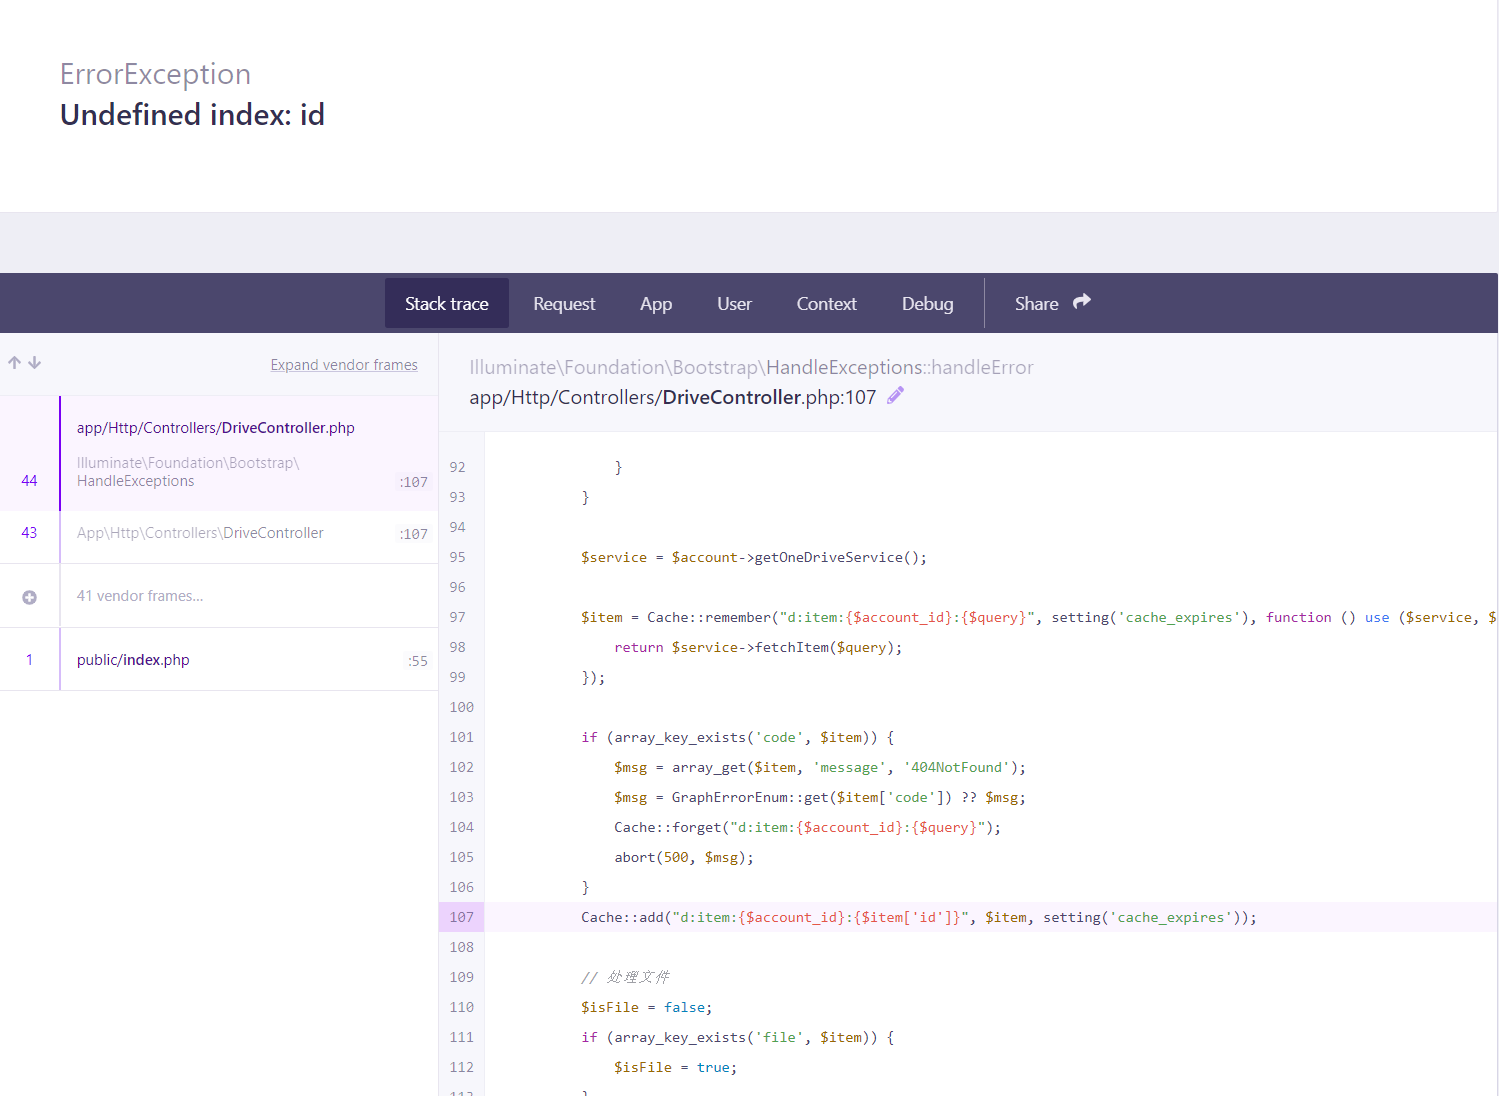 ErrorException
Undefined index: id
Stack trace
Request
App
User
Context
Debug
Share
Expand vendor frames
app/Http/Controllers/DriveController.php
Illuminate\Foundation\Bootstrap\
44 HandleExceptions :107
43 App\Http\Controllers\DriveController :107
41 vendor frames...
1 public/index.php :55
Illuminate\Foundation\Bootstrap\HandleExceptions::handleError
app/Http/Controllers/DriveController.php:107
92             }
93         }
94
95         $service = $account->getOneDriveService();
96
97         $item = Cache::remember("d:item:{$account_id}:{$query}", setting('cache_expires'), function () use ($service, $
98             return $service->fetchItem($query);
99         });
100
101         if (array_key_exists('code', $item)) {
102             $msg = array_get($item, 'message', '404NotFound');
103             $msg = GraphErrorEnum::get($item['code']) ?? $msg;
104             Cache::forget("d:item:{$account_id}:{$query}");
105             abort(500, $msg);
106         }
107         Cache::add("d:item:{$account_id}:{$item['id']}", $item, setting('cache_expires'));
108
109         // 处理文件
110         $isFile = false;
111         if (array_key_exists('file', $item)) {
112             $isFile = true;